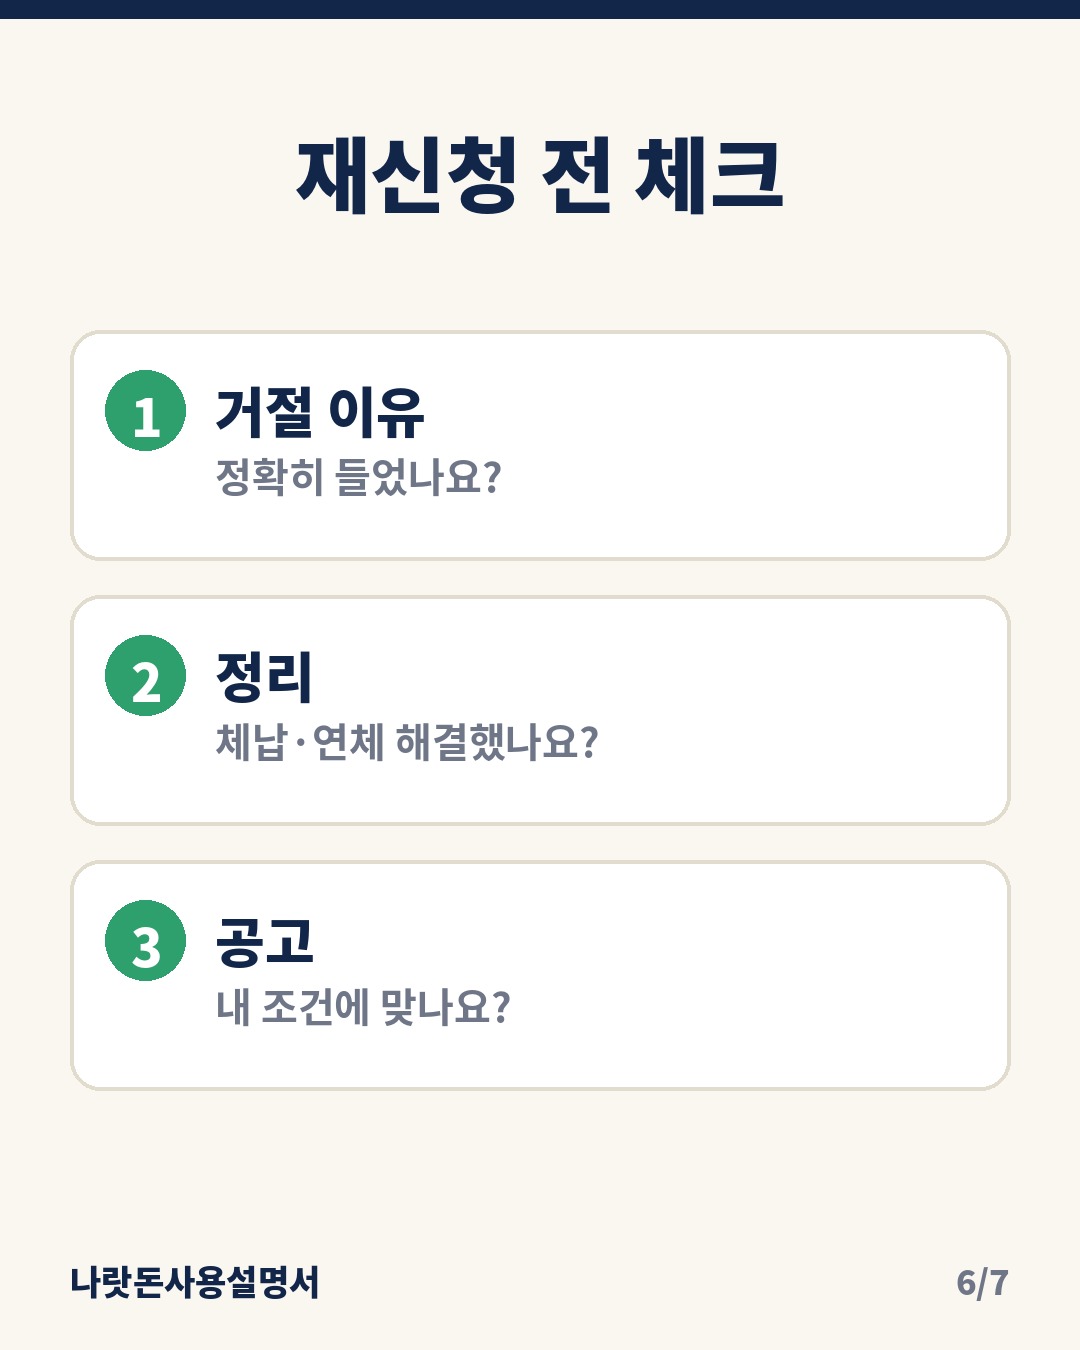 재신청 전 체크
1 거절 이유
정확히 들었나요?
2 정리
체납·연체 해결했나요?
3 공고
내 조건에 맞나요?
나랏돈사용설명서 6/7